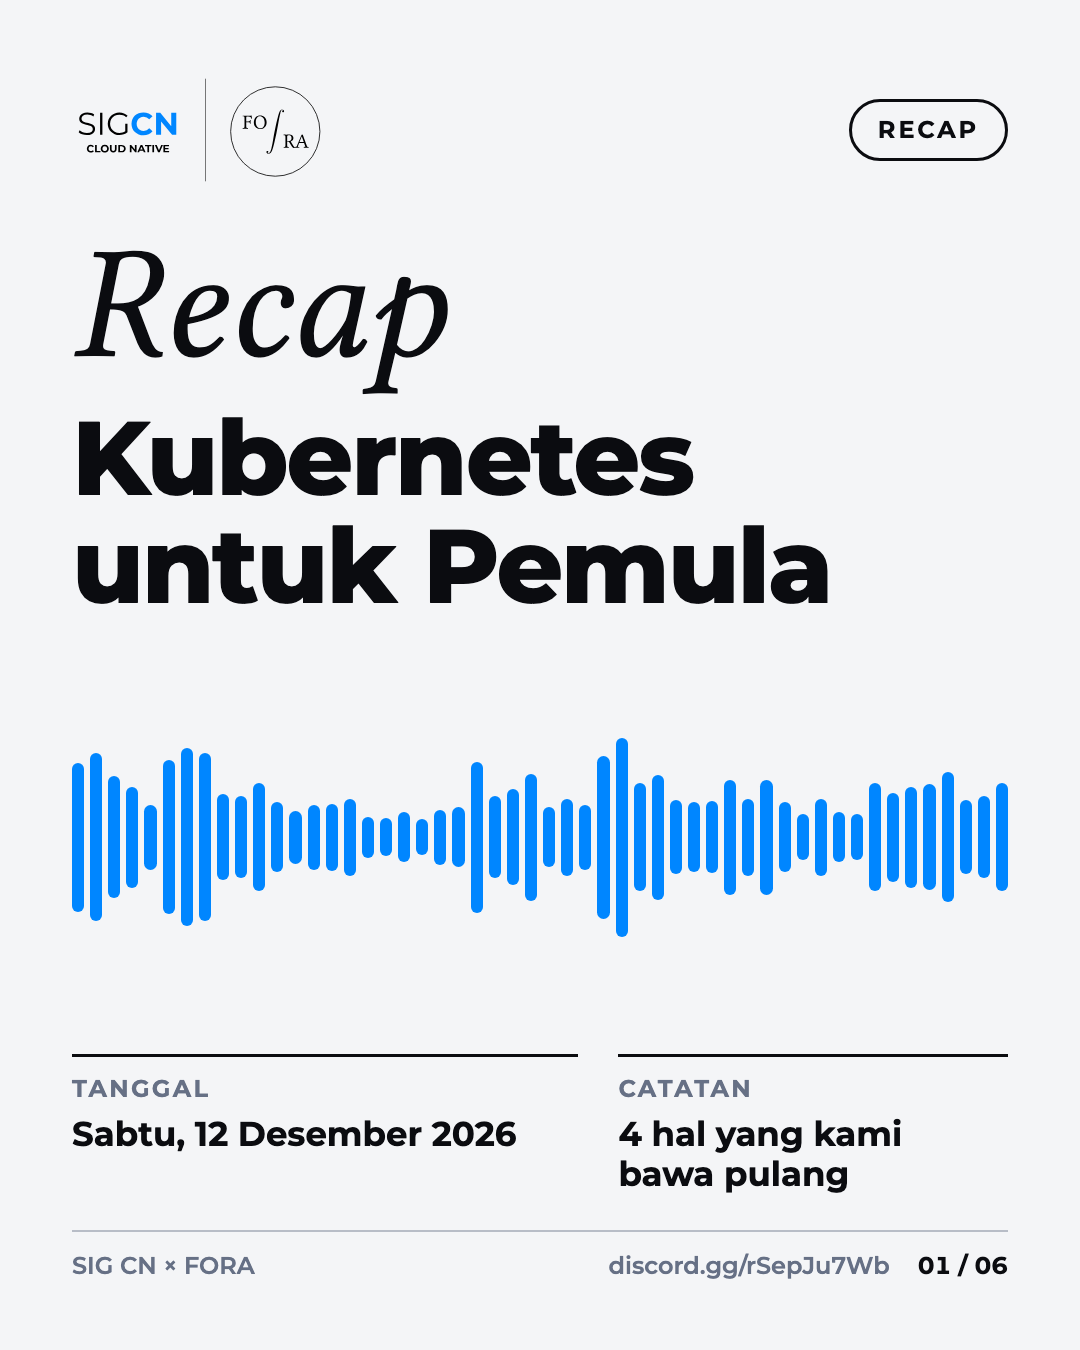 SIGCN
CLOUD NATIVE
FO RA
RECAP
Recap
Kubernetes
untuk Pemula
TANGGAL
Sabtu, 12 Desember 2026
CATATAN
4 hal yang kami
bawa pulang
SIG CN × FORA
discord.gg/rSepJu7Wb
01 / 06